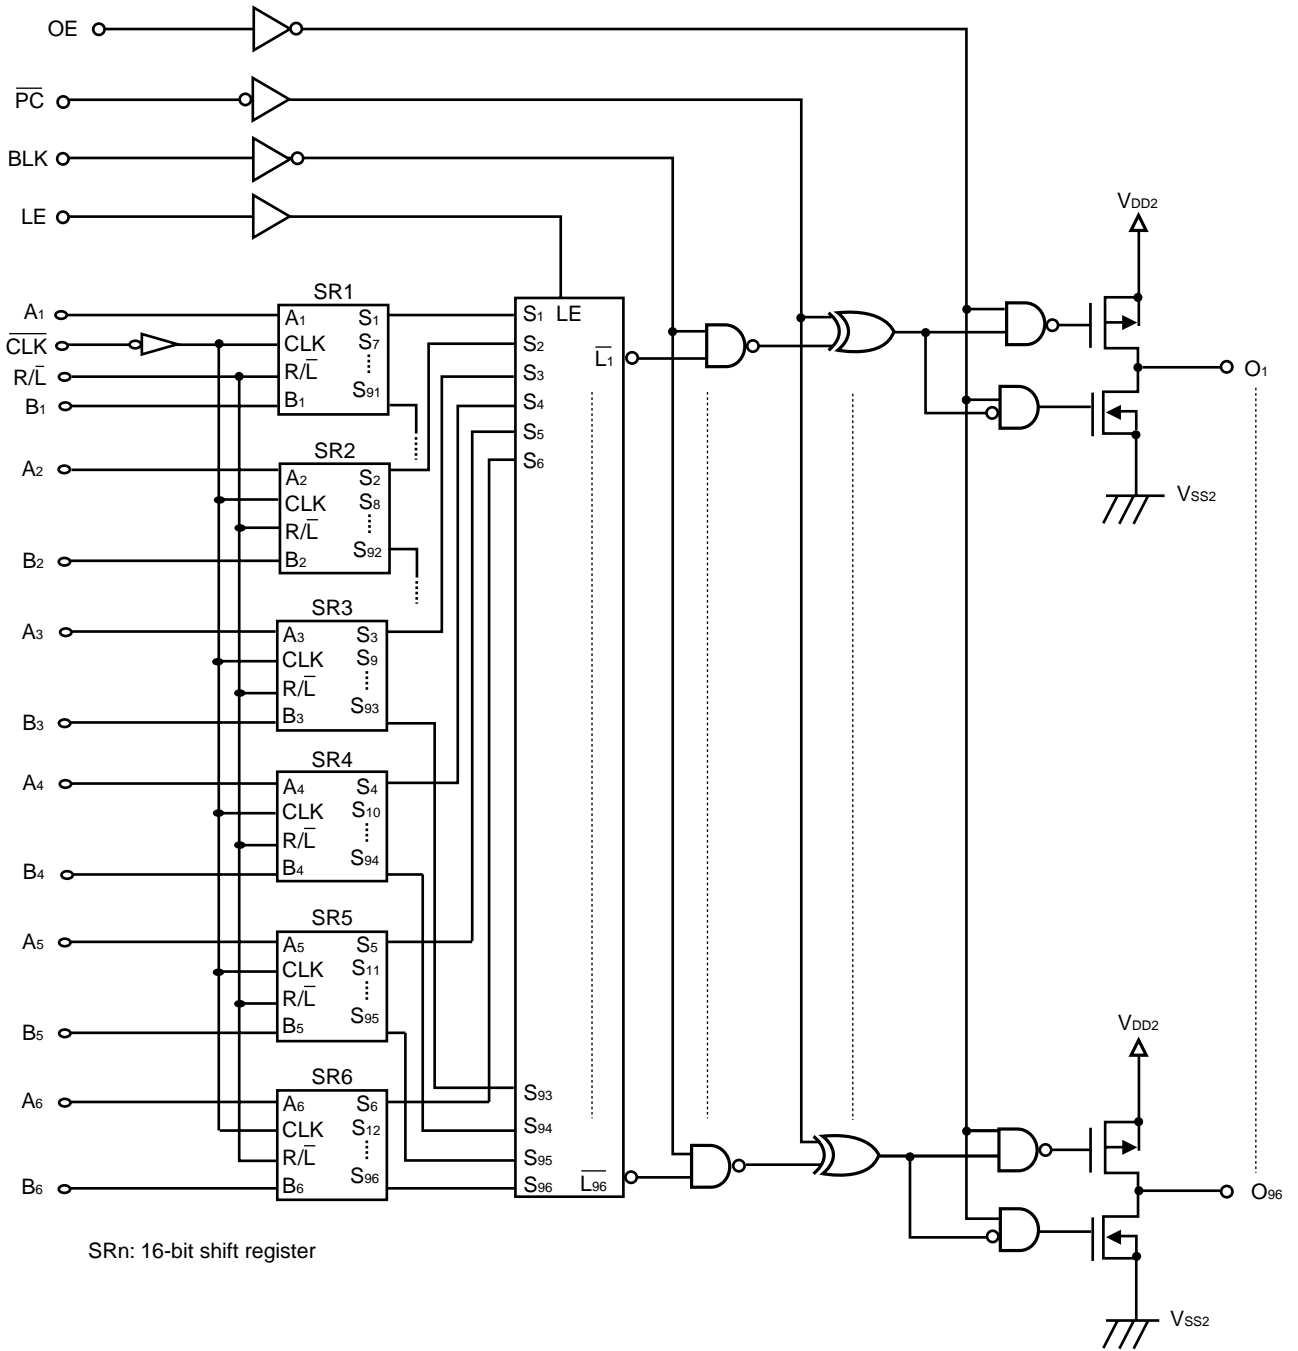 OE
PC
BLK
LE
VDD2
SR1
A1
A1 S1
S1 LE
CLK
CLK S7
S2
R/L
R/L
L1
S3
O1
B1
B1 S91
S4
S5
SR2
S6
A2
A2 S2
CLK S8
VSS2
R/L
S92
B2
B2
SR3
A3
A3 S3
CLK S9
R/L
S93
B3
B3
SR4
A4
A4 S4
CLK S10
R/L
S94
B4
B4
SR5
A5
A5 S5
CLK S11
R/L
S95
B5
B5
VDD2
SR6
S93
A6
A6 S6
CLK S12
S94
R/L
S95
S96
B6
B6
S96 L96
O96
SRn: 16-bit shift register
VSS2